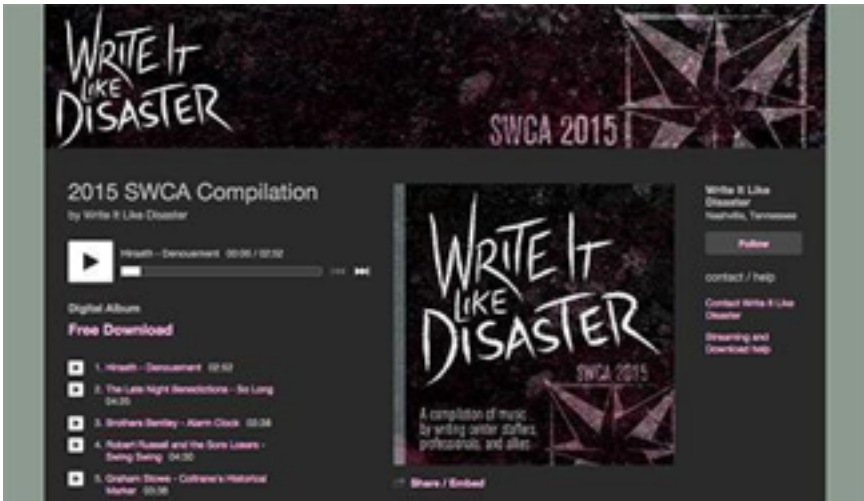 WRITE IT
LIKE
DISASTER
SWCA 2015
2015 SWCA Compilation
by Write It Like Disaster
Hiraeth - Denouement 00:00 / 02:52
Digital Album
Free Download
1. Hiraeth - Denouement 02:52
2. The Late Night Benedictions - So Long
04:35
3. Brothers Bentley - Alarm Clock 03:38
4. Robert Russell and the Sore Losers -
Swing Swing 04:30
5. Graham Stowe - Coltrane's Historical
Marker 03:38
WRITE IT
LIKE
DISASTER
SWCA 2015
A compilation of music
by writing center staffers,
professionals, and allies
Share / Embed
Write It Like
Disaster
Nashville, Tennessee
Follow
contact / help
Contact Write It Like
Disaster
Streaming and
Download help